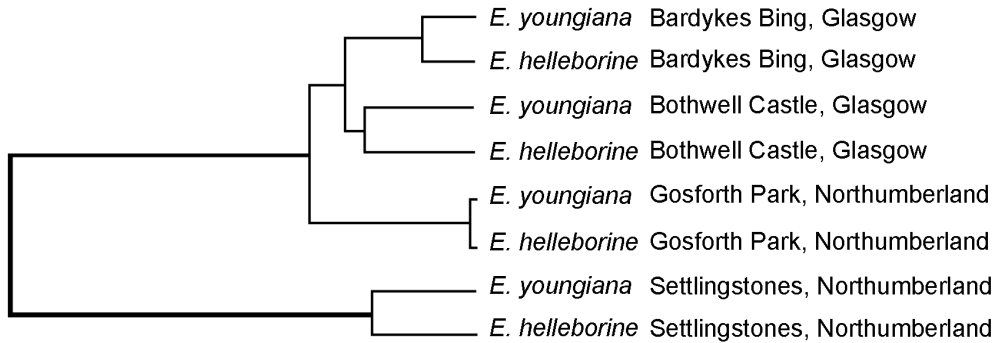 E. youngiana Bardykes Bing, Glasgow
E. helleborine Bardykes Bing, Glasgow
E. youngiana Bothwell Castle, Glasgow
E. helleborine Bothwell Castle, Glasgow
E. youngiana Gosforth Park, Northumberland
E. helleborine Gosforth Park, Northumberland
E. youngiana Settlingstones, Northumberland
E. helleborine Settlingstones, Northumberland